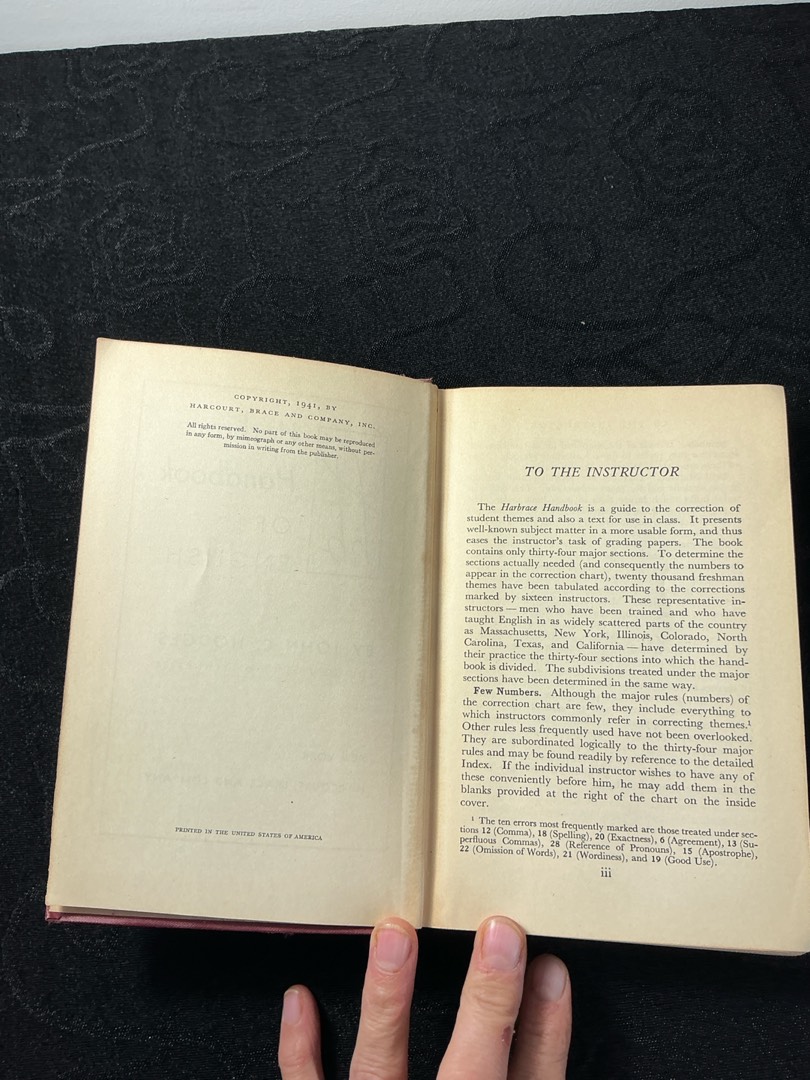 COPYRIGHT, 1941, BY
HARCOURT, BRACE AND COMPANY, INC.
All rights reserved. No part of this book may be reproduced
in any form, by mimeograph or any other means, without per-
mission in writing from the publisher.
PRINTED IN THE UNITED STATES OF AMERICA
TO THE INSTRUCTOR
The Harbrace Handbook is a guide to the correction of
student themes and also a text for use in class. It presents
well-known subject matter in a more usable form, and thus
eases the instructor's task of grading papers. The book
contains only thirty-four major sections. To determine the
sections actually needed (and consequently the numbers to
appear in the correction chart), twenty thousand freshman
themes have been tabulated according to the corrections
marked by sixteen instructors. These representative in-
structors — men who have been trained and who have
taught English in as widely scattered parts of the country
as Massachusetts, New York, Illinois, Colorado, North
Carolina, Texas, and California — have determined by
their practice the thirty-four sections into which the hand-
book is divided. The subdivisions treated under the major
sections have been determined in the same way.
Few Numbers. Although the major rules (numbers) of
the correction chart are few, they include everything to
which instructors commonly refer in correcting themes.¹
Other rules less frequently used have not been overlooked.
They are subordinated logically to the thirty-four major
rules and may be found readily by reference to the detailed
Index. If the individual instructor wishes to have any of
these conveniently before him, he may add them in the
blanks provided at the right of the chart on the inside
cover.
¹ The ten errors most frequently marked are those treated under sec-
tions 12 (Comma), 18 (Spelling), 20 (Exactness), 6 (Agreement), 13 (Su-
perfluous Commas), 28 (Reference of Pronouns), 15 (Apostrophe),
22 (Omission of Words), 21 (Wordiness), and 19 (Good Use).
iii